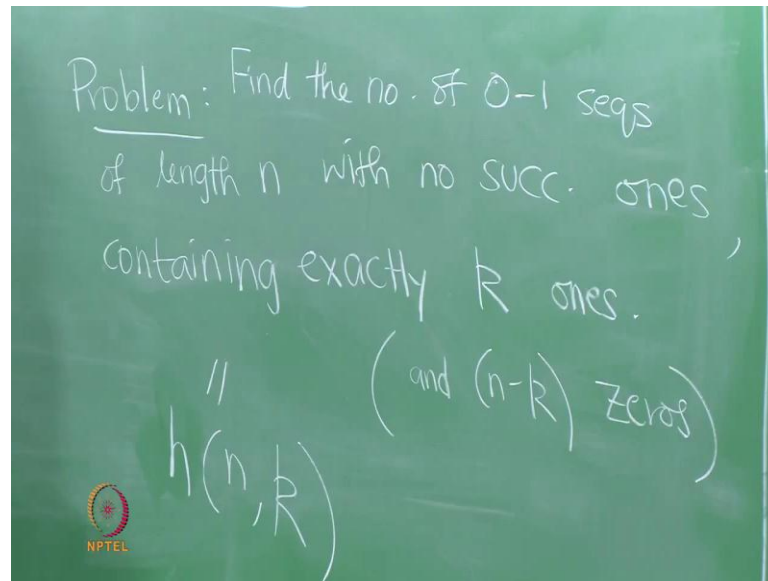 Problem: Find the no. of 0-1 seqs
of length n with no succ. ones,
containing exactly k ones.
(and (n-k) zeros)
||
h(n,k)
NPTEL